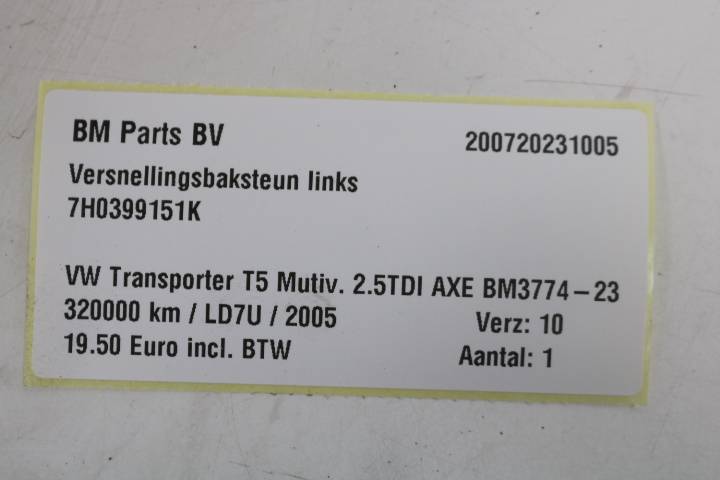 BM Parts BV 200720231005
Versnellingsbaksteun links
7H0399151K
VW Transporter T5 Mutiv. 2.5TDI AXE BM3774-23
320000 km / LD7U / 2005 Verz: 10
19.50 Euro incl. BTW Aantal: 1